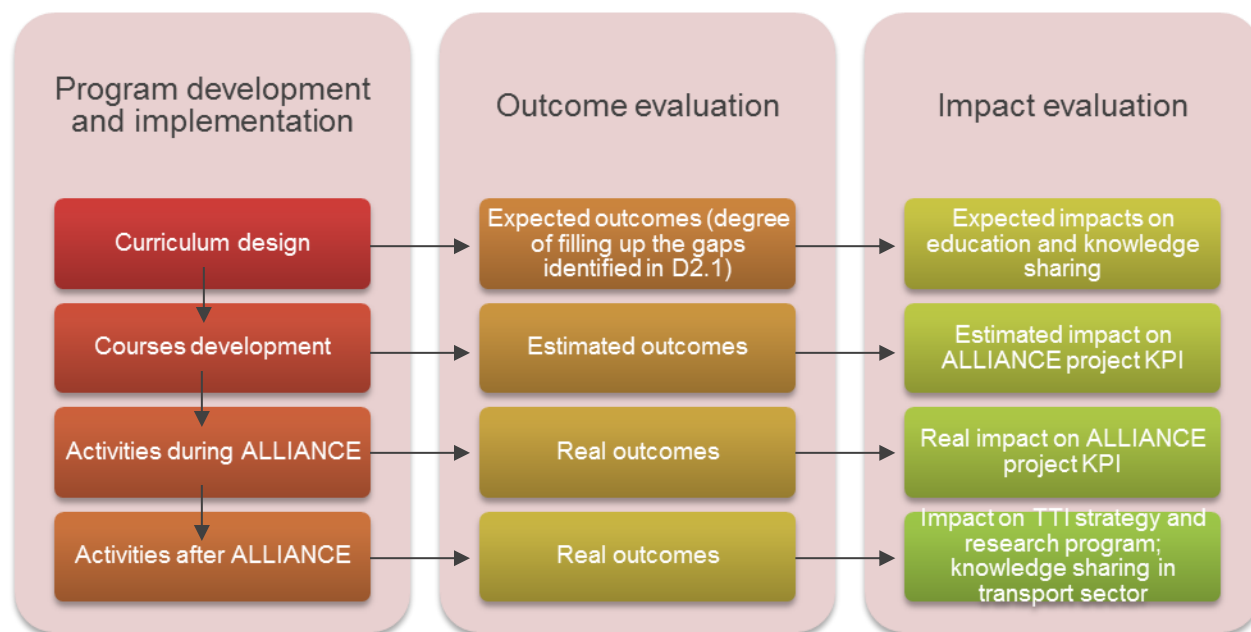 Program development
and implementation
Outcome evaluation
Impact evaluation
Curriculum design
Expected outcomes (degree
of filling up the gaps
identified in D2.1)
Expected impacts on
education and knowledge
sharing
Courses development
Estimated outcomes
Estimated impact on
ALLIANCE project KPI
Activities during ALLIANCE
Real outcomes
Real impact on ALLIANCE
project KPI
Activities after ALLIANCE
Real outcomes
Impact on TTI strategy and
research program;
knowledge sharing in
transport sector